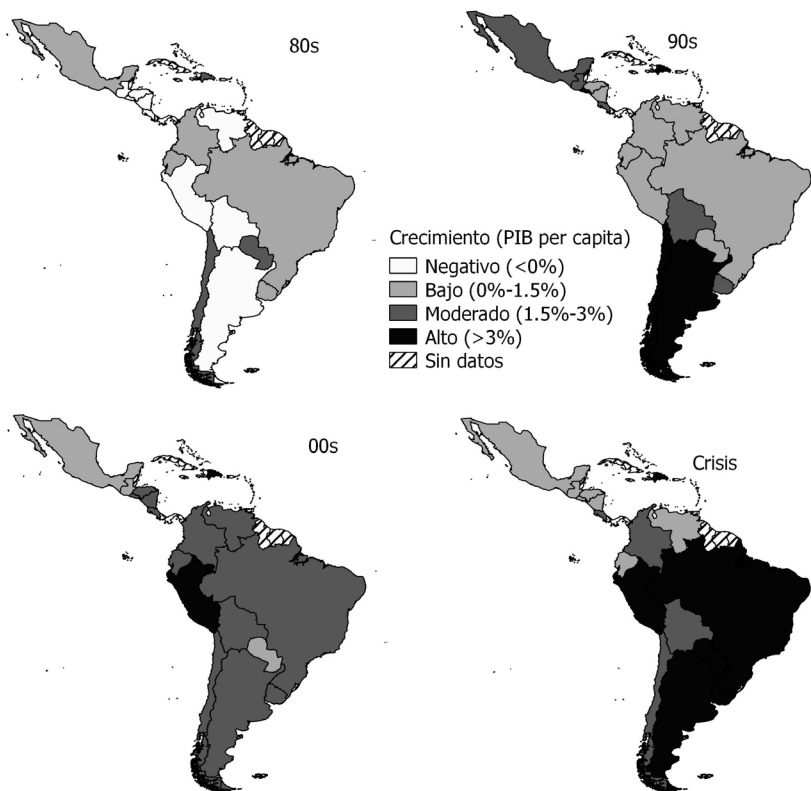 80s
90s
Crecimiento (PIB per capita)
Negativo (<0%)
Bajo (0%-1.5%)
Moderado (1.5%-3%)
Alto (>3%)
Sin datos
00s
Crisis